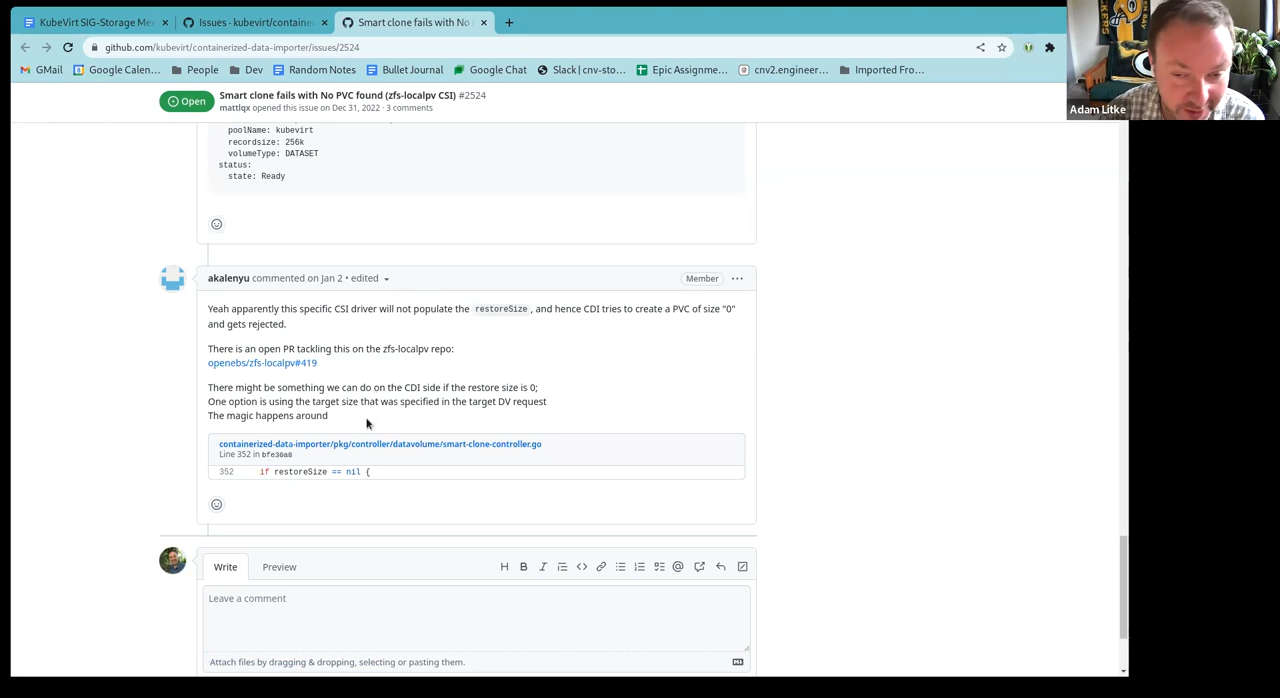 KubeVirt SIG-Storage Me
Issues · kubevirt/containe
Smart clone fails with No
github.com/kubevirt/containerized-data-importer/issues/2524
GMail
Google Calen...
People
Dev
Random Notes
Bullet Journal
Google Chat
Slack | cnv-sto...
Epic Assignme...
cnv2.engineer...
Imported Fro...
Adam Litke
Open
Smart clone fails with No PVC found (zfs-localpv CSI) #2524
mattlqx opened this issue on Dec 31, 2022 · 3 comments
poolName: kubevirt
recordsize: 256k
volumeType: DATASET
status:
state: Ready
akalenyu commented on Jan 2 • edited
Member
Yeah apparently this specific CSI driver will not populate the restoreSize, and hence CDI tries to create a PVC of size "0"
and gets rejected.
There is an open PR tackling this on the zfs-localpv repo:
openebs/zfs-localpv#419
There might be something we can do on the CDI side if the restore size is 0;
One option is using the target size that was specified in the target DV request
The magic happens around
containerized-data-importer/pkg/controller/datavolume/smart-clone-controller.go
Line 352 in bfe30a8
352 if restoreSize == nil {
Write
Preview
Leave a comment
Attach files by dragging & dropping, selecting or pasting them.